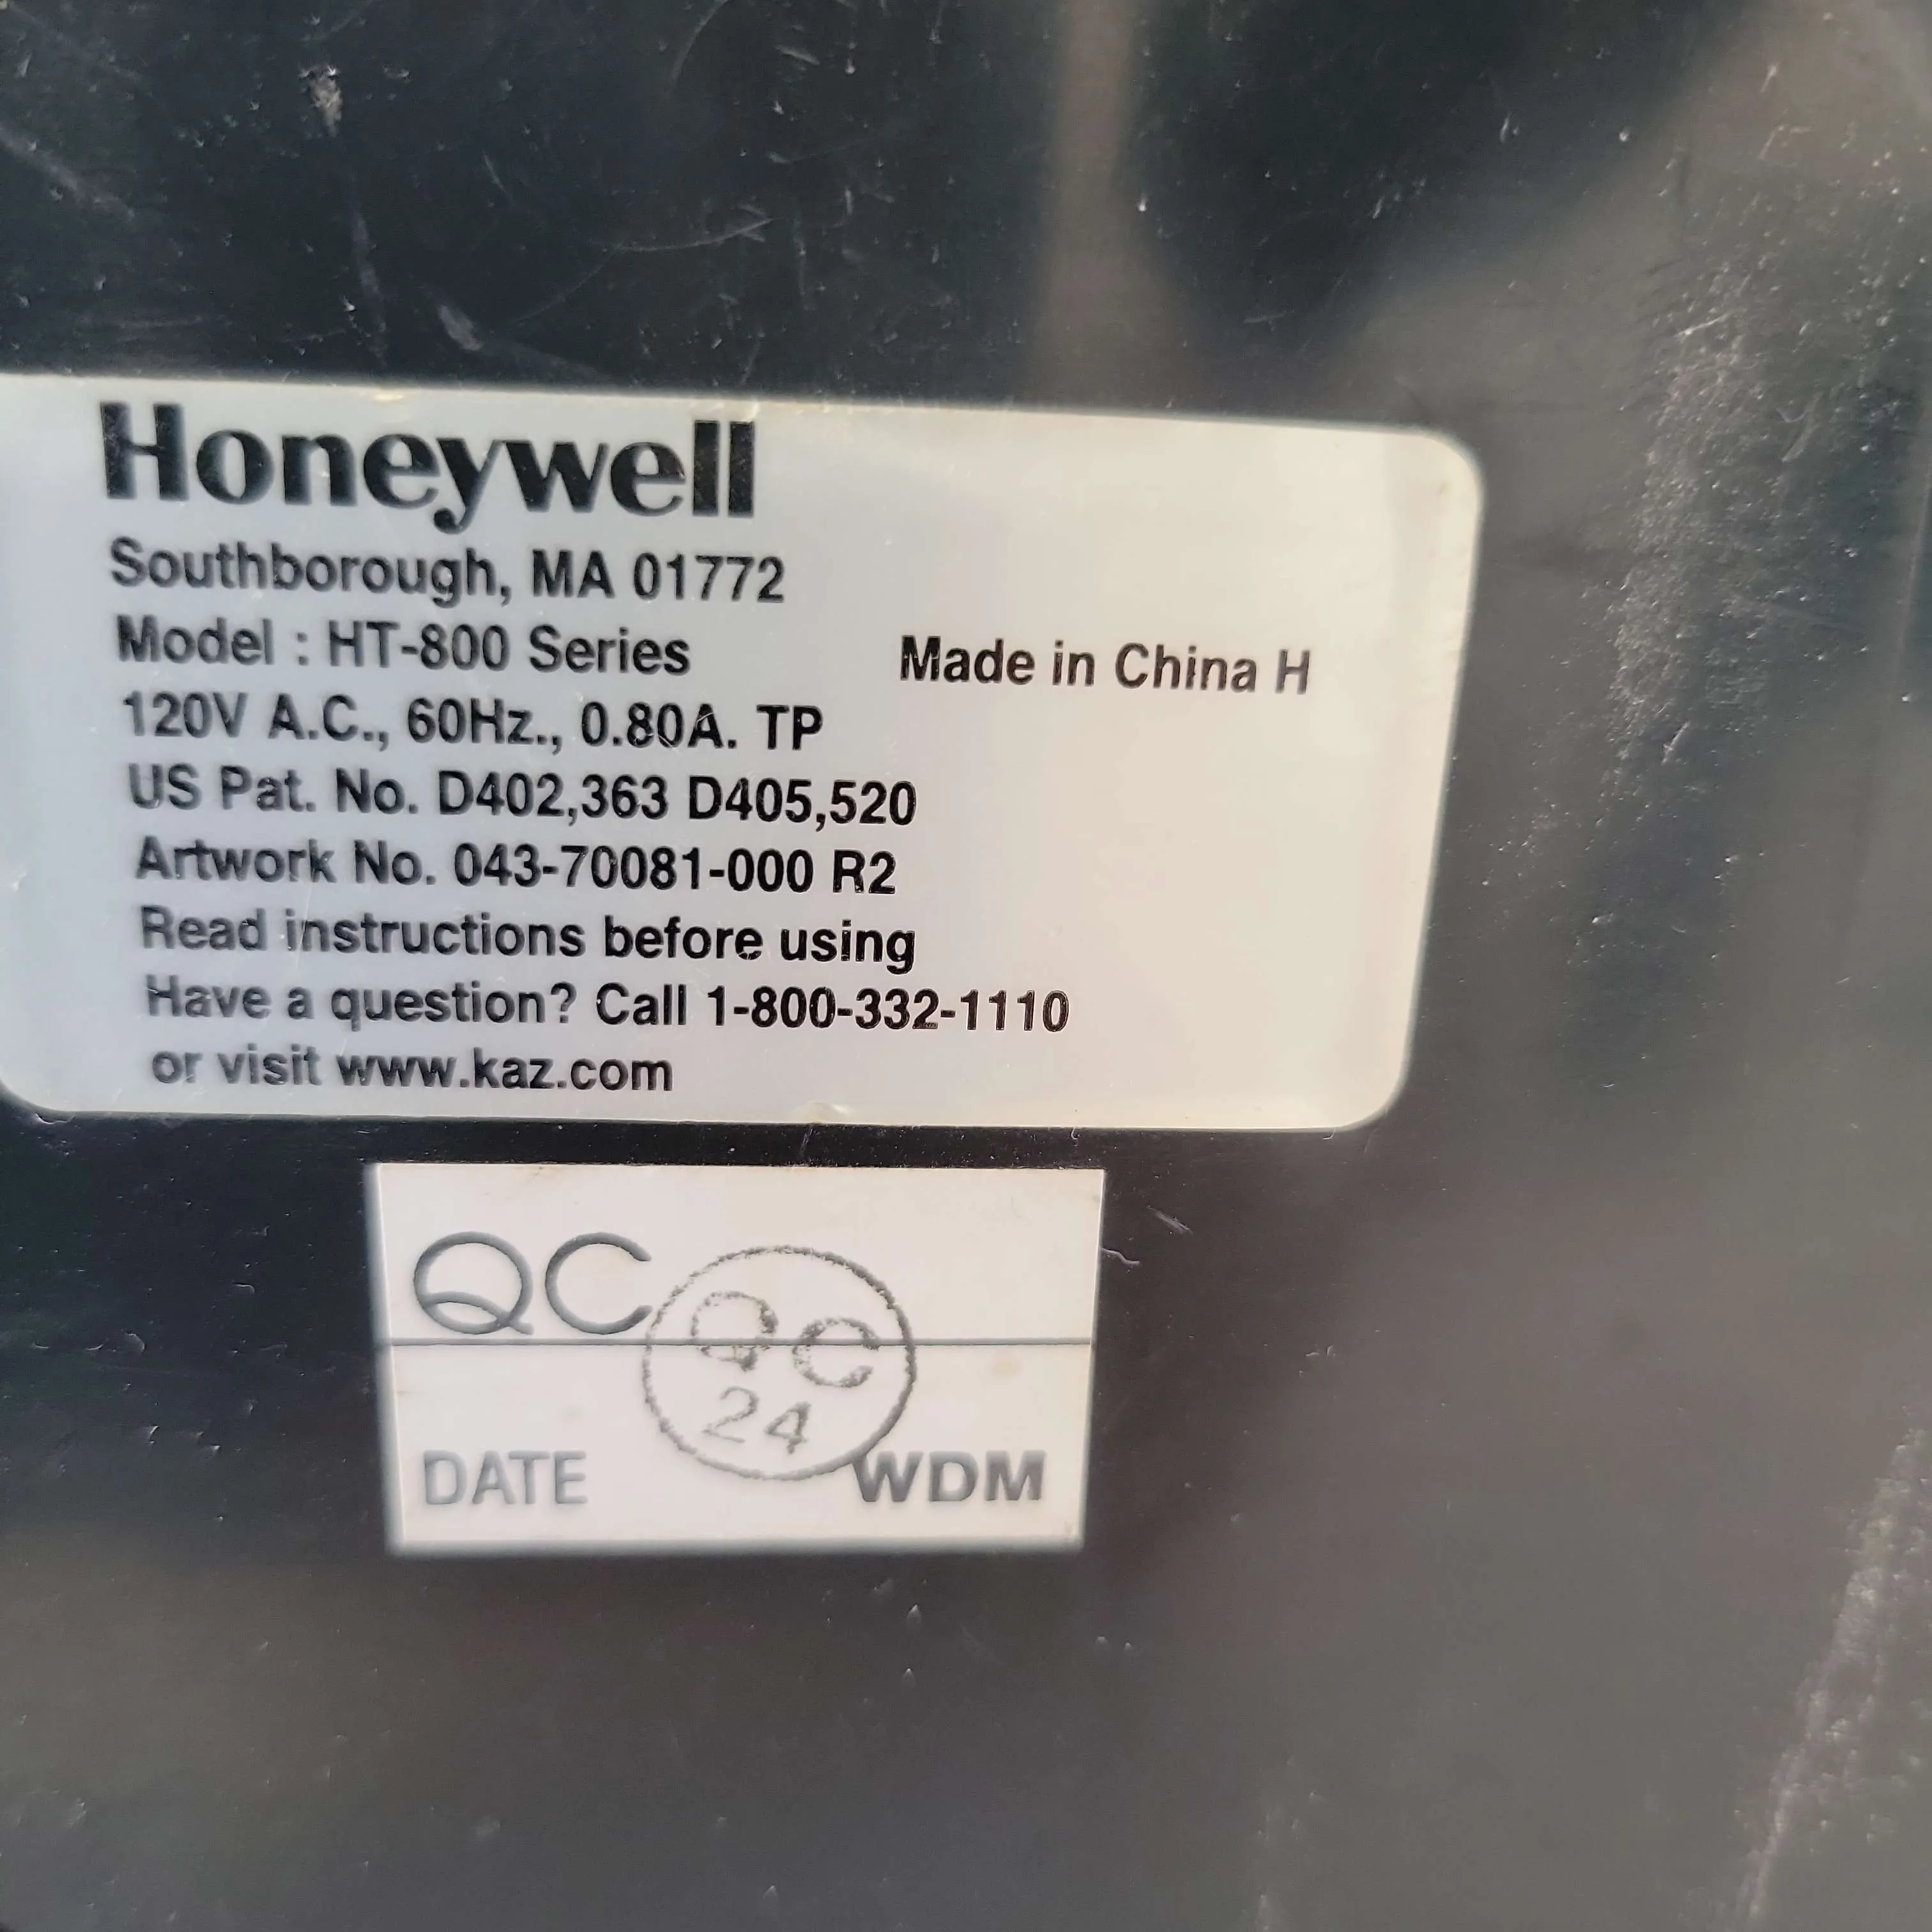 Honeywell
Southborough, MA 01772
Model : HT-800 Series
Made in China H
120V A.C., 60Hz., 0.80A. TP
US Pat. No. D402,363 D405,520
Artwork No. 043-70081-000 R2
Read instructions before using
Have a question? Call 1-800-332-1110
or visit www.kaz.com
QC
QC
24
DATE
WDM